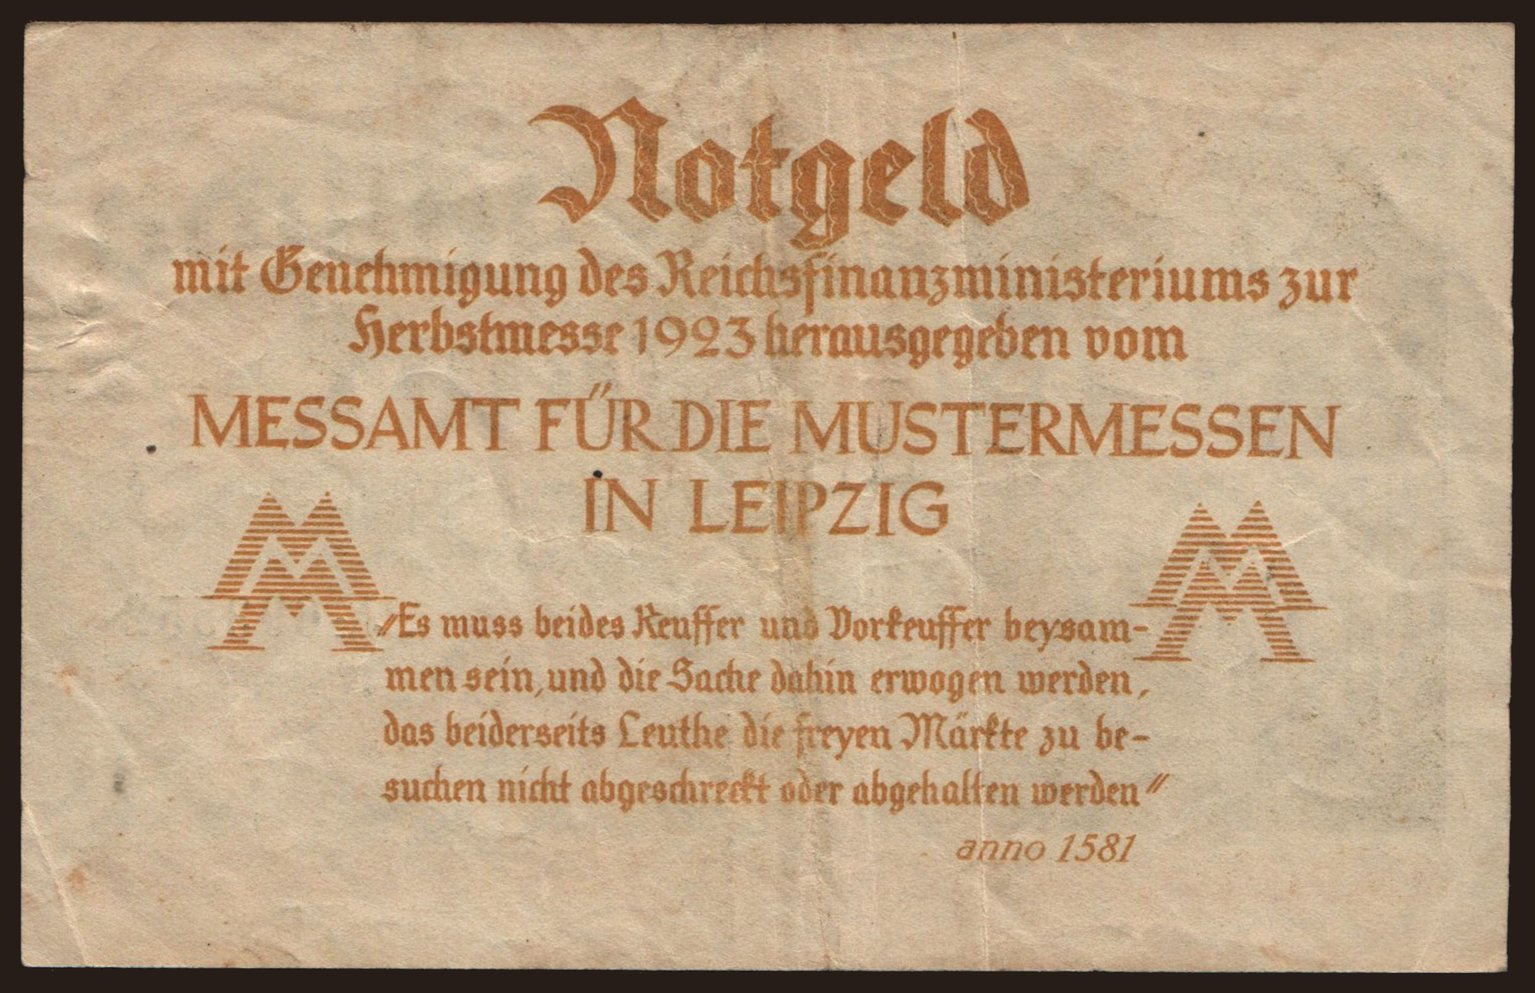 Notgeld
mit Genehmigung des Reichsfinanzministeriums zur
Herbstmesse 1923 herausgegeben vom
MESSAMT FÜR DIE MUSTERMESSEN
IN LEIPZIG
MM
MM
"Es muss beides Keuffer und Vorkeuffer beysam-
men sein, und die Sache dahin erwogen werden,
das beiderseits Leuthe die freyen Märkte zu be-
suchen nicht abgeschreckt oder abgehalten werden"
anno 1581